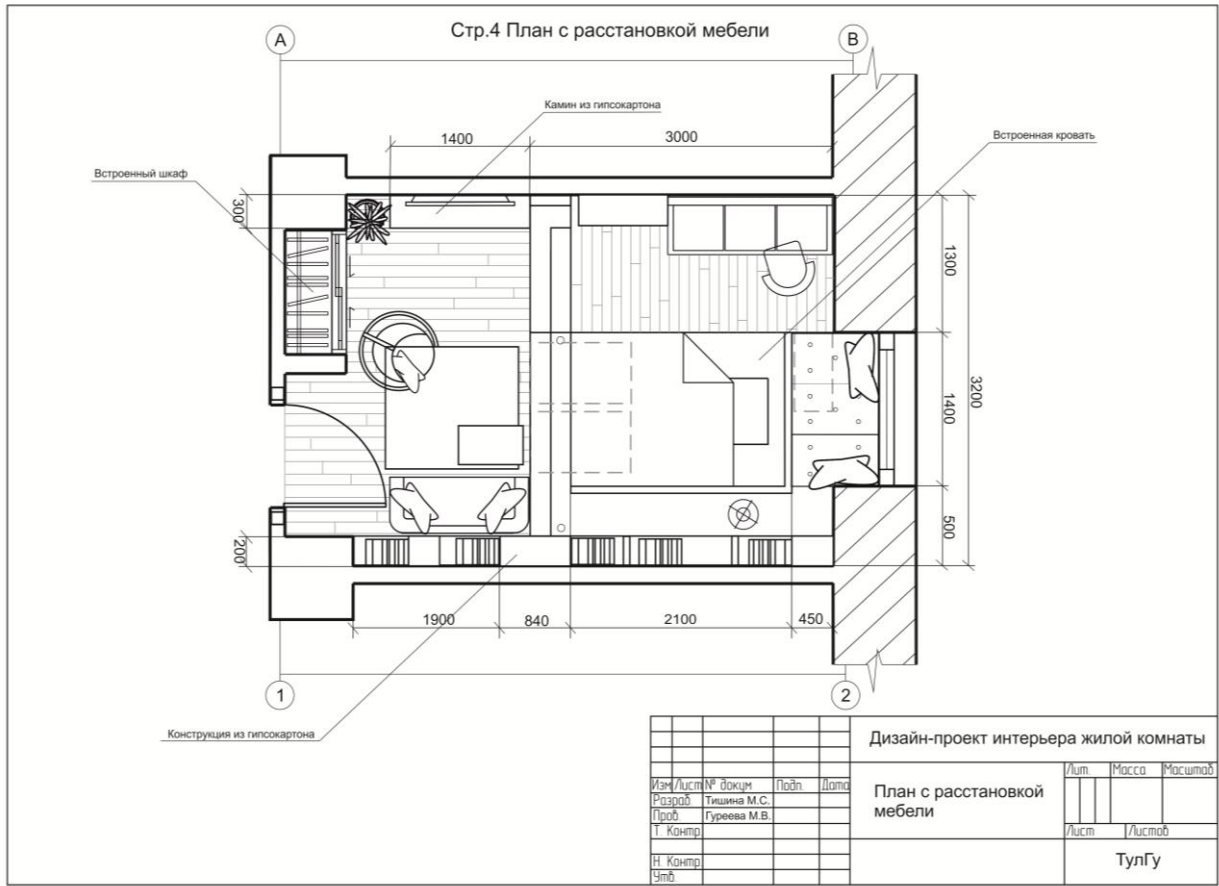 Стр.4 План с расстановкой мебели
А
В
Камин из гипсокартона
1400
3000
Встроенная кровать
Встроенный шкаф
300
1300
1400
3200
500
200
1900
840
2100
450
1
2
Конструкция из гипсокартона
Дизайн-проект интерьера жилой комнаты
Лит.
Масса
Масштаб
Изм
Лист
№ докум
Подп.
Дата
План с расстановкой
мебели
Разраб.
Тишина М.С.
Пров.
Гуреева М.В.
Т. Контр.
Лист
Листов
Н. Контр.
Утв.
ТулГу